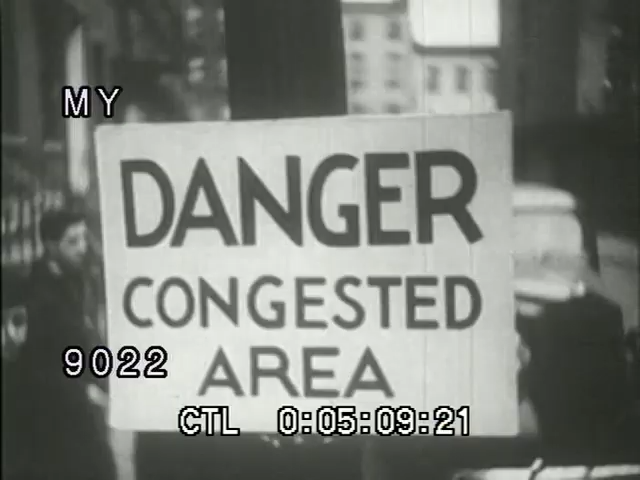 MY
DANGER
CONGESTED
AREA
9022
CTL 0:05:09:21